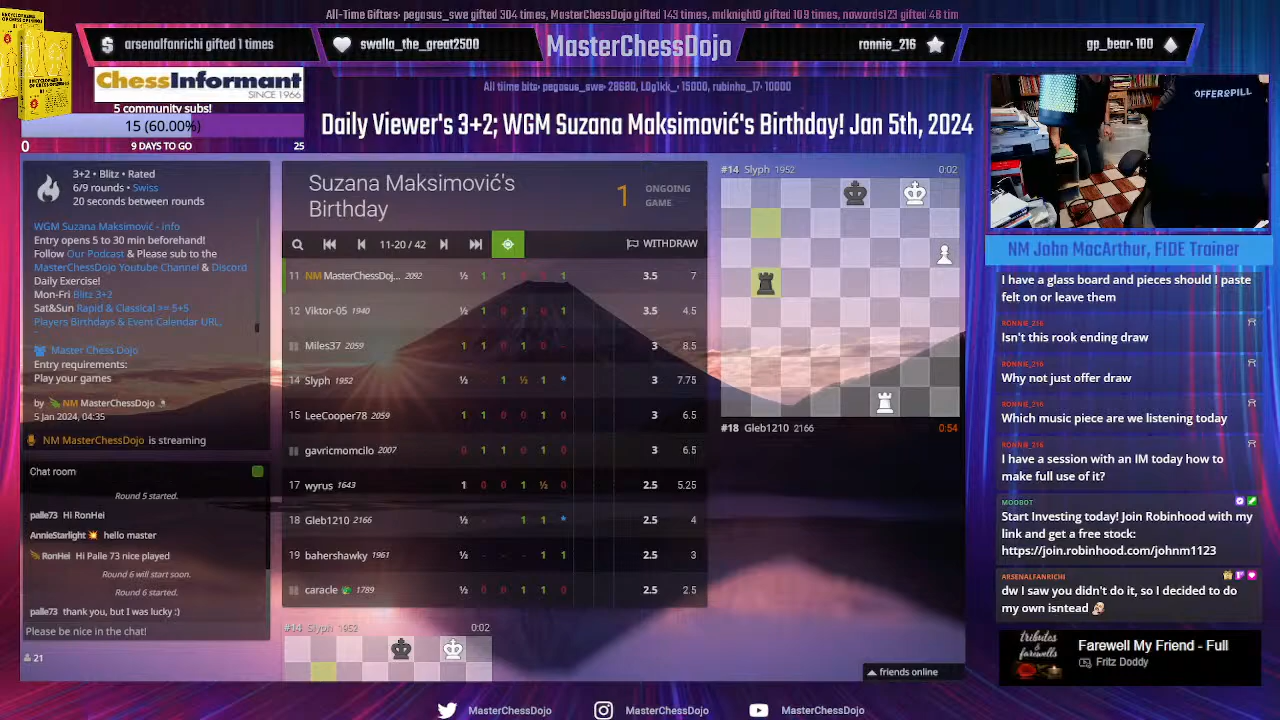 All-Time Gifters· pegasus_swe gifted 304 times, MasterChessDojo gifted 143 times, mdknight0 gifted 109 times, nowards123 gifted 48 tim
$ arsenalfanrichi gifted 1 times
swalla_the_great2500
MasterChessDojo
ronnie_216
gp_bear· 100
ChessInformant
SINCE 1966
All time bits· pegasus_swe· 28680, L0g1kk_· 15000, rubinho_17· 10000
5 community subs!
15 (60.00%)
0 9 DAYS TO GO 25
Daily Viewer's 3+2; WGM Suzana Maksimović's Birthday! Jan 5th, 2024
OFFER&PILL
NM John MacArthur, FIDE Trainer
3+2 • Blitz • Rated
6/9 rounds • Swiss
20 seconds between rounds
WGM Suzana Maksimović - info
Entry opens 5 to 30 min beforehand!
Follow Our Podcast & Please sub to the
MasterChessDojo Youtube Channel & Discord
Daily Exercise!
Mon-Fri Blitz 3+2
Sat&Sun Rapid & Classical >= 5+5
Players Birthdays & Event Calendar URL,
Master Chess Dojo
Entry requirements:
Play your games
by NM MasterChessDojo
5 Jan 2024, 04:35
NM MasterChessDojo is streaming
Chat room
Round 5 started.
palle73 Hi RonHei
AnnieStarlight hello master
RonHei Hi Palle 73 nice played
Round 6 will start soon.
Round 6 started.
palle73 thank you, but I was lucky :)
Please be nice in the chat!
21
Suzana Maksimović's
Birthday
1 ONGOING
GAME
11-20 / 42
WITHDRAW
11 NM MasterChessDoj... 2092 ½ 1 1 0 0 1 3.5 7
12 Viktor-05 1940 ½ 1 0 1 0 1 3.5 4.5
Miles37 2059 1 1 0 1 0 3 8.5
14 Slyph 1952 ½ 1 ½ 1 * 3 7.75
15 LeeCooper78 2059 1 1 0 0 1 0 3 6.5
gavricmomcilo 2007 0 1 1 0 1 0 3 6.5
17 wyrus 1643 1 0 0 1 ½ 0 2.5 5.25
18 Gleb1210 2166 ½ - 1 1 * 2.5 4
19 bahershawky 1961 ½ - - - 1 1 2.5 3
caracle 1789 ½ 0 0 1 1 0 2.5 2.5
#14 Slyph 1952 0:02
#14 Slyph 1952 0:02
#18 Gleb1210 2166 0:54
friends online
I have a glass board and pieces should I paste
felt on or leave them
RONNIE_216
Isn't this rook ending draw
RONNIE_216
Why not just offer draw
RONNIE_216
Which music piece are we listening today
RONNIE_216
I have a session with an IM today how to
make full use of it?
MODBOT
Start Investing today! Join Robinhood with my
link and get a free stock:
https://join.robinhood.com/johnm1123
ARSENALFANRICHI
dw I saw you didn't do it, so I decided to do
my own isntead
tributes
&
farewells
Farewell My Friend - Full
Fritz Doddy
MasterChessDojo
MasterChessDojo
MasterChessDojo